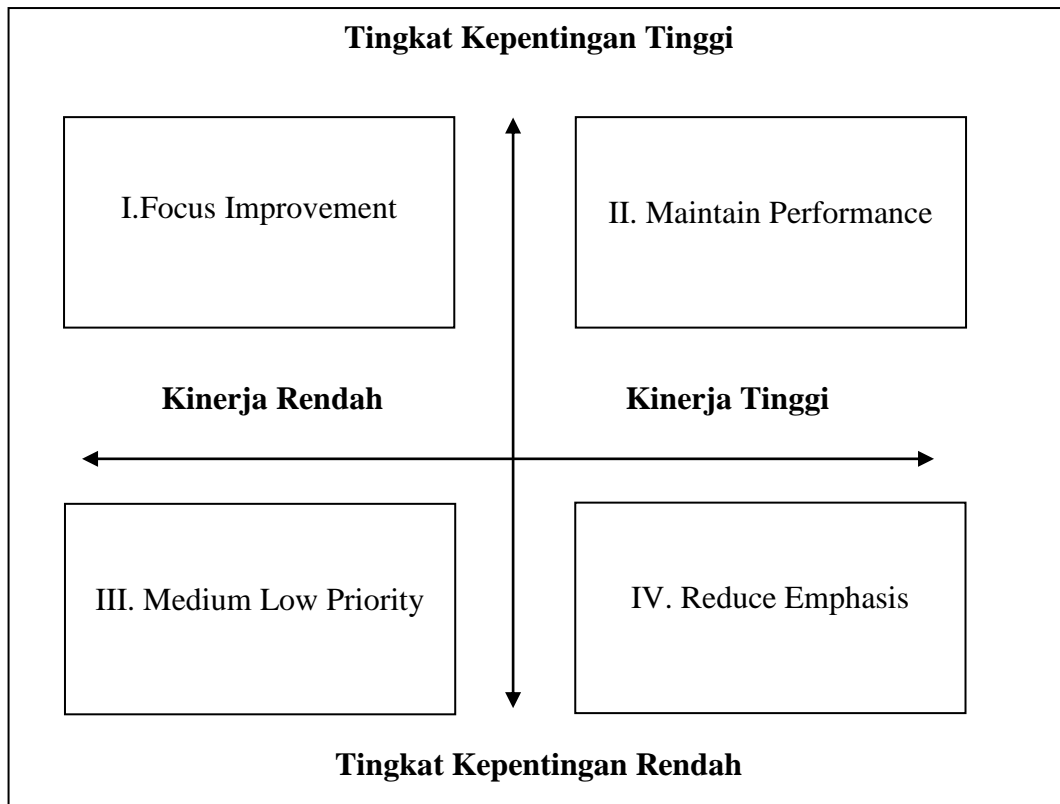 Tingkat Kepentingan Tinggi
I.Focus Improvement
II. Maintain Performance
Kinerja Rendah
Kinerja Tinggi
III. Medium Low Priority
IV. Reduce Emphasis
Tingkat Kepentingan Rendah